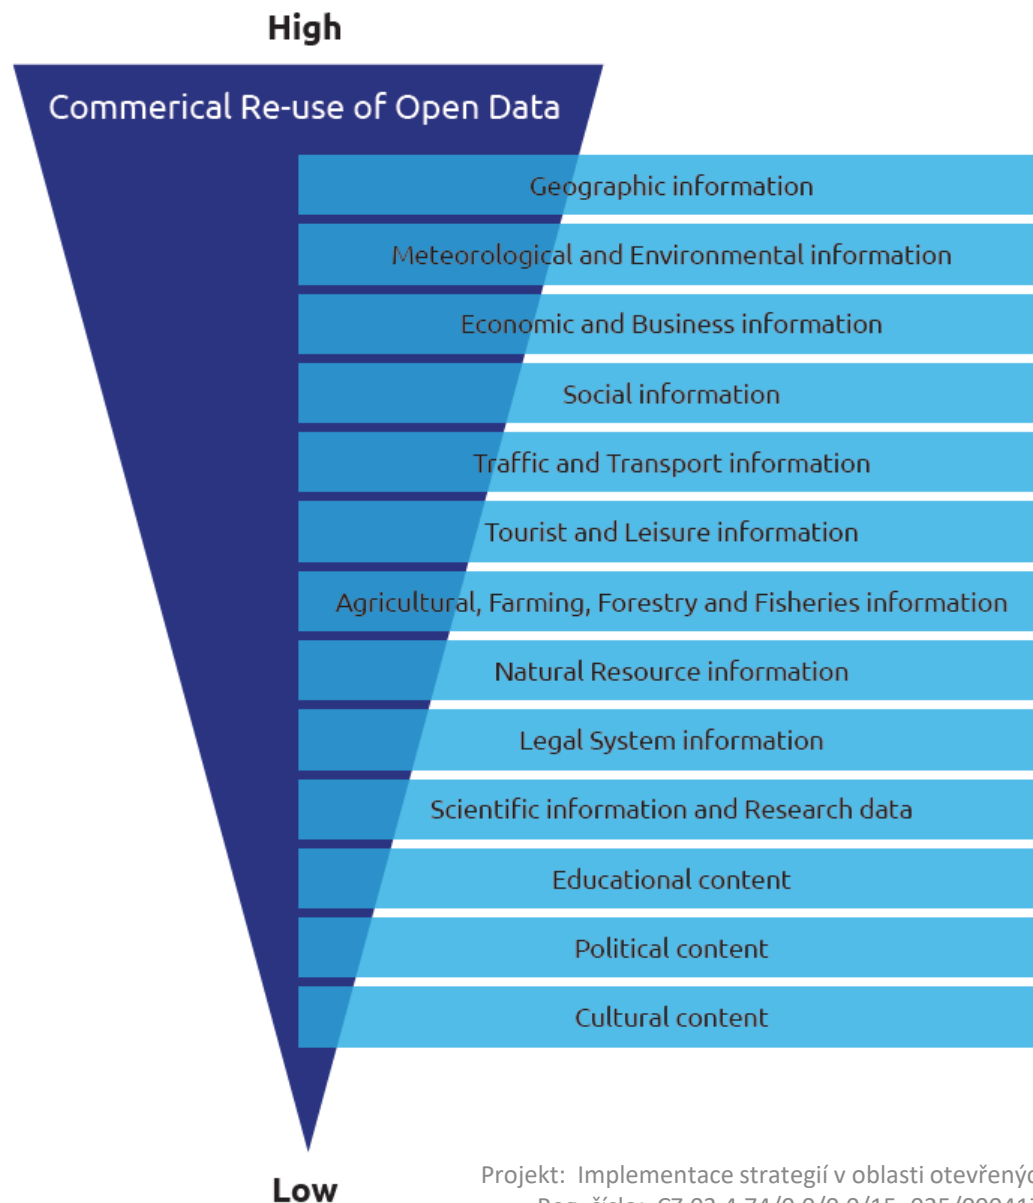 High
Commerical Re-use of Open Data
Geographic information
Meteorological and Environmental information
Economic and Business information
Social information
Traffic and Transport information
Tourist and Leisure information
Agricultural, Farming, Forestry and Fisheries information
Natural Resource information
Legal System information
Scientific information and Research data
Educational content
Political content
Cultural content
Low
Projekt: Implementace strategií v oblasti